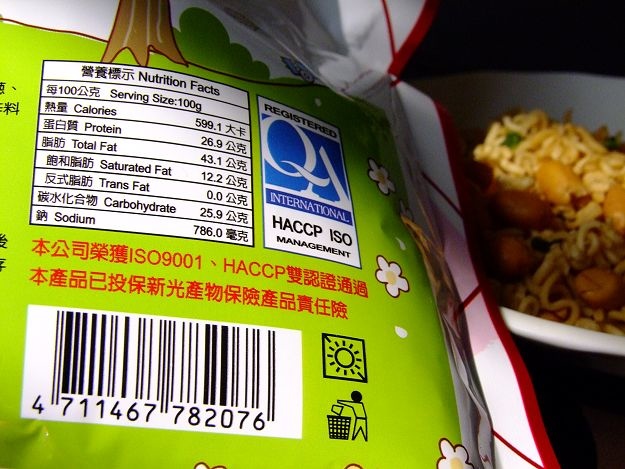 營養標示 Nutrition Facts
每100公克 Serving Size:100g
熱量 Calories 599.1 大卡
蛋白質 Protein 26.9 公克
脂肪 Total Fat 43.1 公克
飽和脂肪 Saturated Fat 12.2 公克
反式脂肪 Trans Fat 0.0 公克
碳水化合物 Carbohydrate 25.9 公克
鈉 Sodium 786.0 毫克
REGISTERED
QA
INTERNATIONAL
HACCP ISO
MANAGEMENT
本公司榮獲ISO9001、HACCP雙認證通過
本產品已投保新光產物保險產品責任險
4 711467 782076